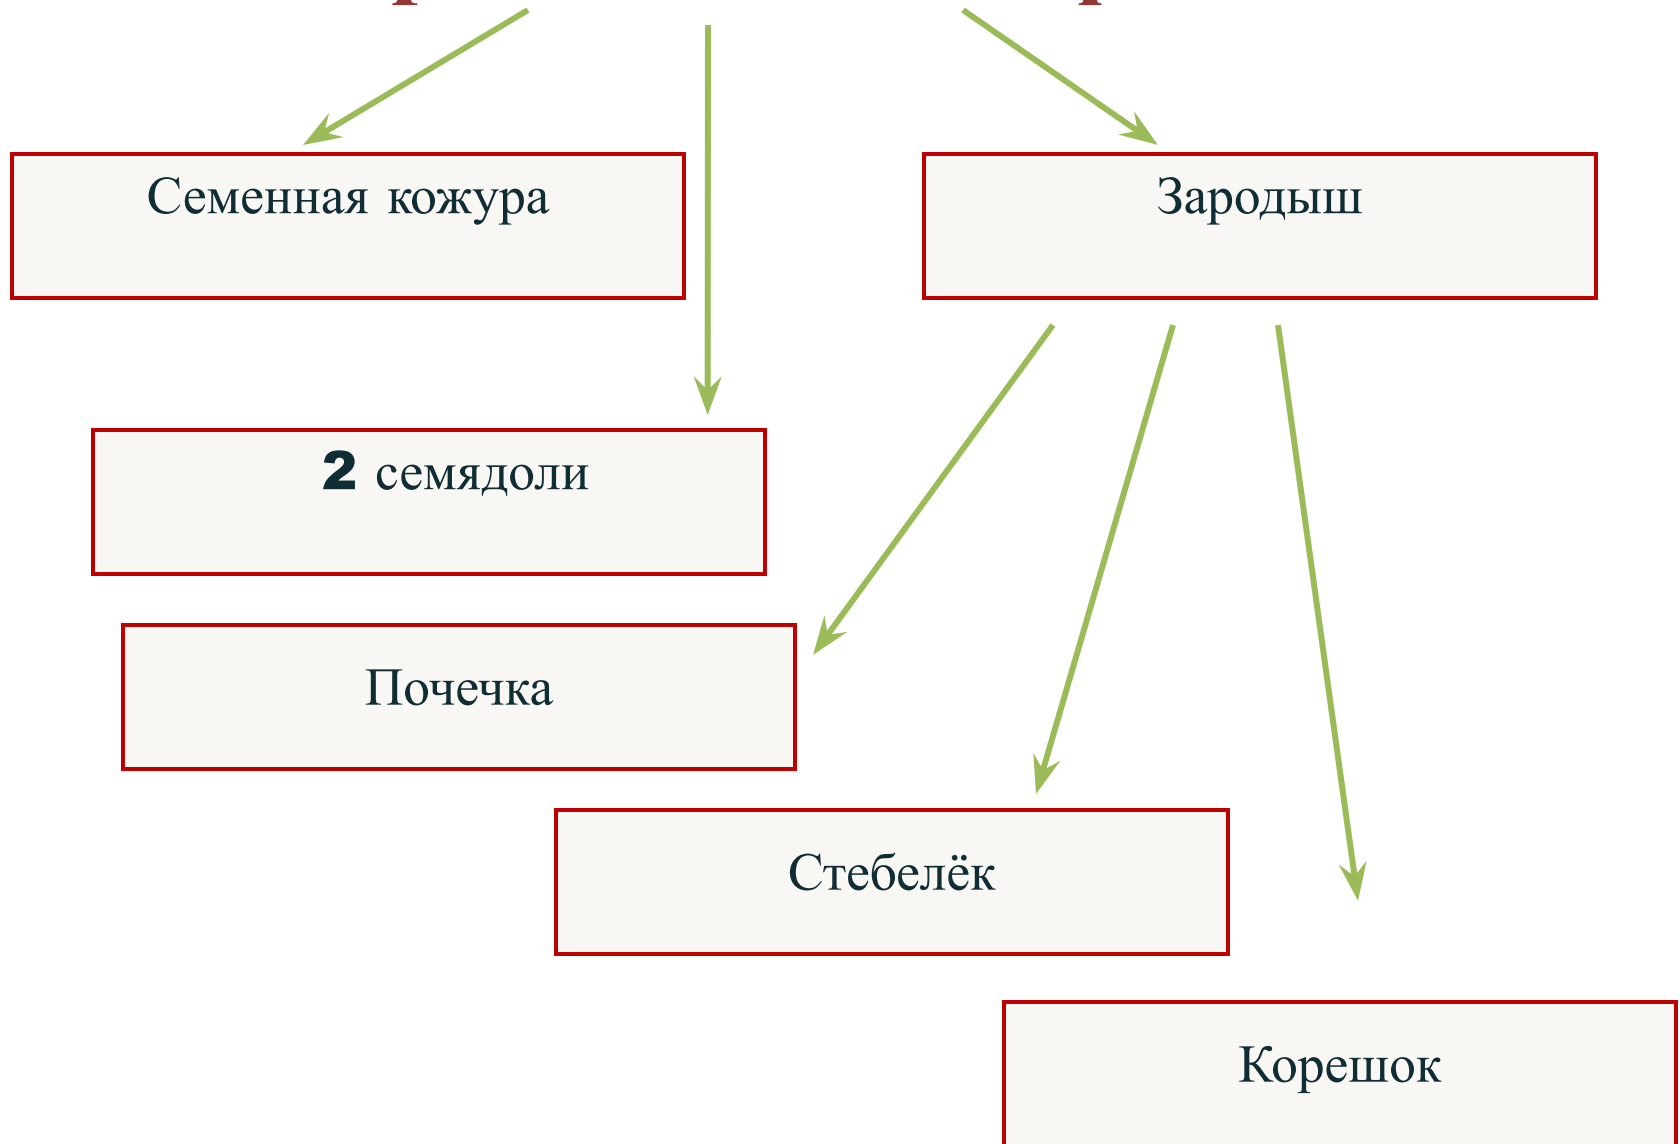 Семенная кожура
Зародыш
2 семядоли
Почечка
Стебелёк
Корешок